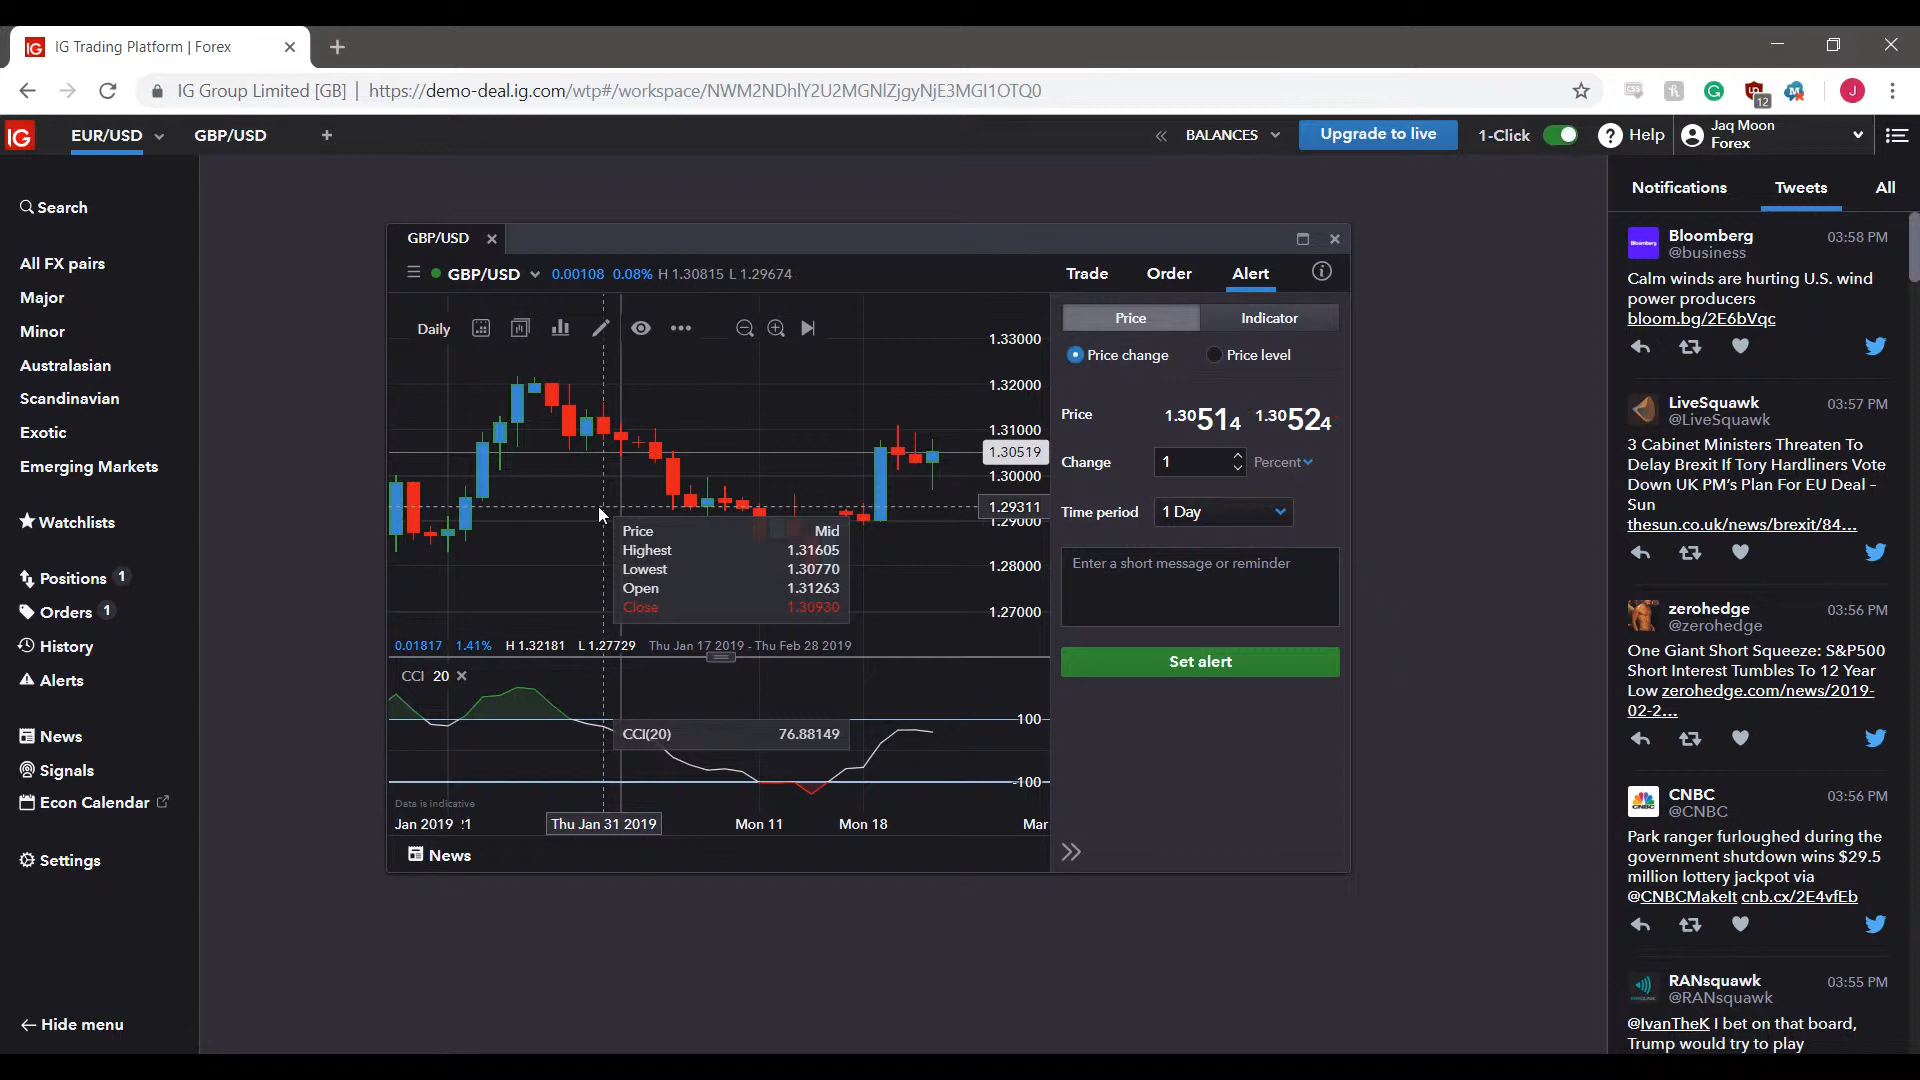 IG Trading Platform | Forex
IG Group Limited [GB] | https://demo-deal.ig.com/wtp#/workspace/NWM2NDhlY2U2MGNlZjgyNjE3MGI1OTQ0
12
J
IG
EUR/USD
GBP/USD
BALANCES
Upgrade to live
1-Click
Help
Jaq Moon
Forex
Search
All FX pairs
Major
Minor
Australasian
Scandinavian
Exotic
Emerging Markets
Watchlists
Positions 1
Orders 1
History
Alerts
News
Signals
Econ Calendar
Settings
Hide menu
GBP/USD
GBP/USD 0.00108 0.08% H 1.30815 L 1.29674
Trade Order Alert
Daily
1.33000
1.32000
1.31000
1.30519
1.30000
1.29311
1.29000
1.28000
1.27000
Price Mid
Highest 1.31605
Lowest 1.30770
Open 1.31263
Close 1.30930
0.01817 1.41% H 1.32181 L 1.27729 Thu Jan 17 2019 - Thu Feb 28 2019
CCI 20
100
CCI(20) 76.88149
-100
Data is indicative
Jan 2019
Thu Jan 31 2019
Mon 11
Mon 18
Mar
News
Price Indicator
Price change Price level
Price 1.30514 1.30524
Change 1 Percent
Time period 1 Day
Enter a short message or reminder
Set alert
Notifications Tweets All
Bloomberg 03:58 PM
@business
Calm winds are hurting U.S. wind
power producers
bloom.bg/2E6bVqc
LiveSquawk 03:57 PM
@LiveSquawk
3 Cabinet Ministers Threaten To
Delay Brexit If Tory Hardliners Vote
Down UK PM's Plan For EU Deal –
Sun
thesun.co.uk/news/brexit/84...
zerohedge 03:56 PM
@zerohedge
One Giant Short Squeeze: S&P500
Short Interest Tumbles To 12 Year
Low zerohedge.com/news/2019-
02-2...
CNBC 03:56 PM
@CNBC
Park ranger furloughed during the
government shutdown wins $29.5
million lottery jackpot via
@CNBCMakeIt cnb.cx/2E4vfEb
RANsquawk 03:55 PM
@RANsquawk
@IvanTheK I bet on that board,
Trump would try to play